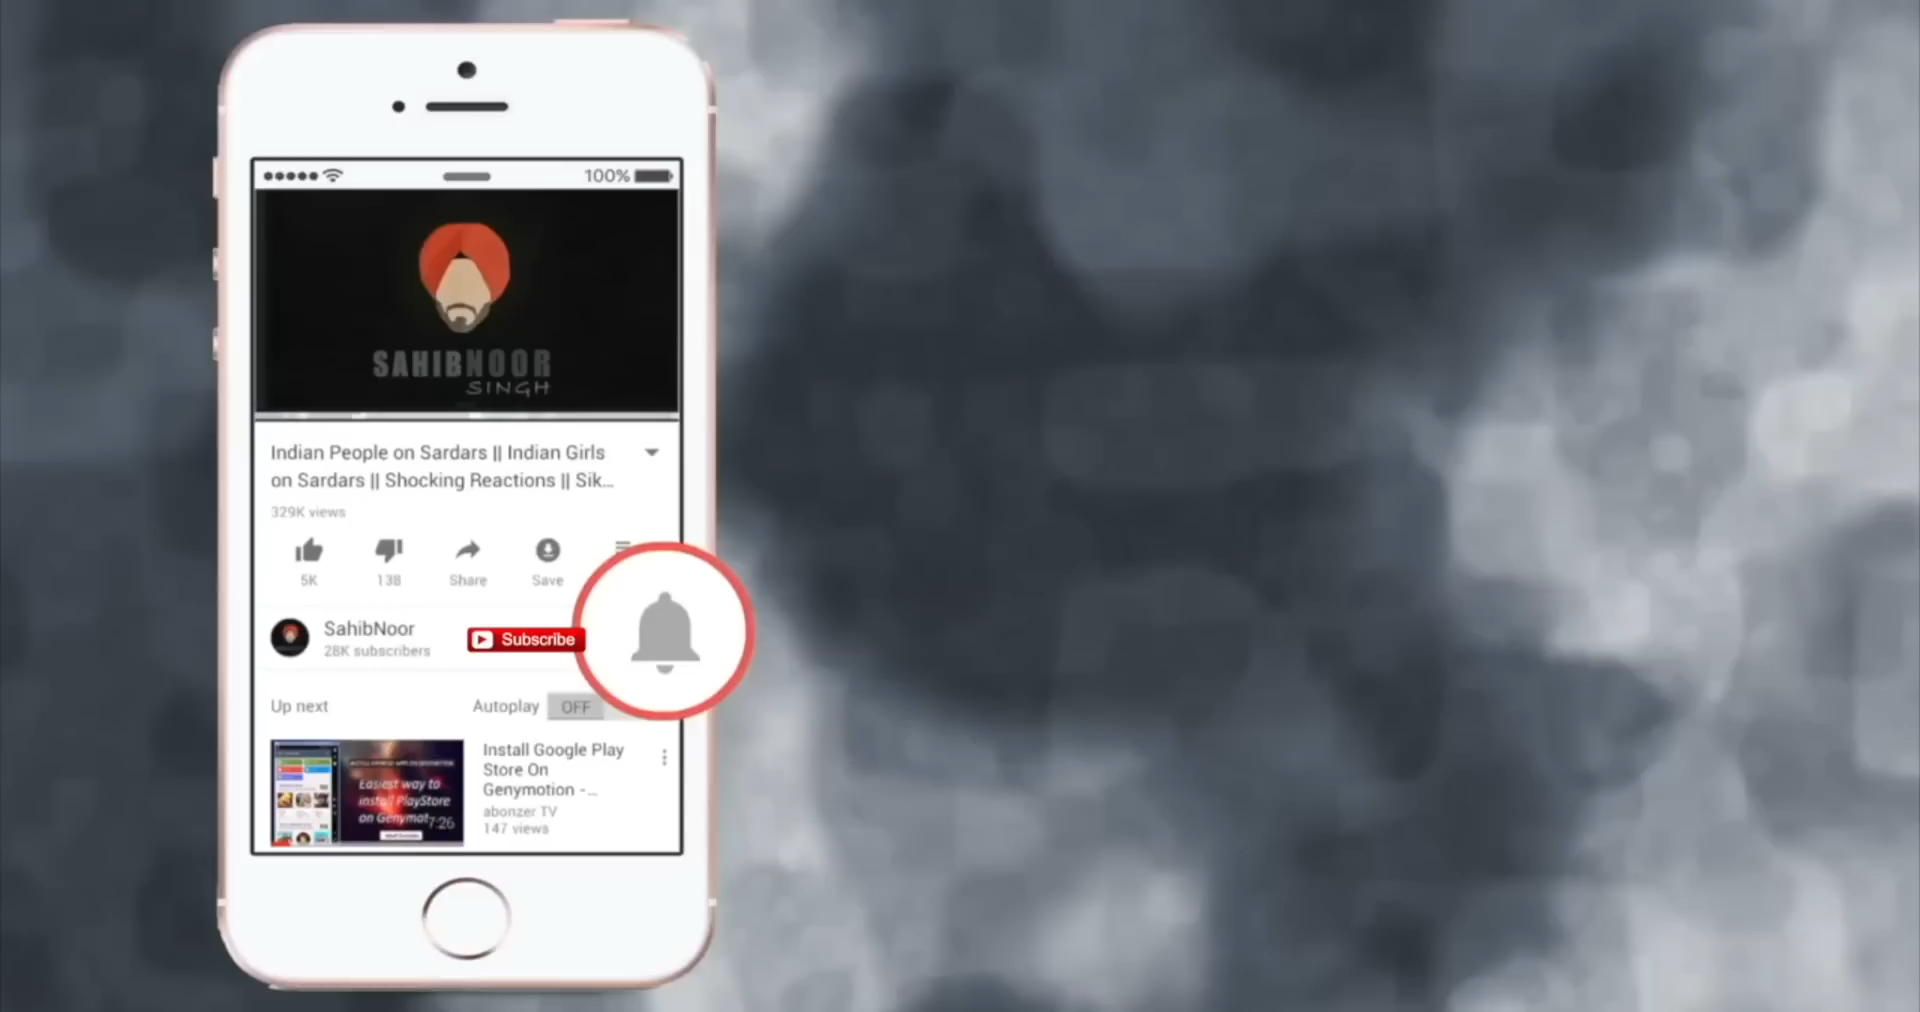 100%
SAHIBNOOR
SINGH
Indian People on Sardars || Indian Girls
on Sardars || Shocking Reactions || Sik...
329K views
5K
138
Share
Save
SahibNoor
28K subscribers
Subscribe
Up next
Autoplay OFF
Install Google Play
Store On
Genymotion -...
abonzer TV
147 views
Easiest way to
install PlayStore
on Genymot
7:26